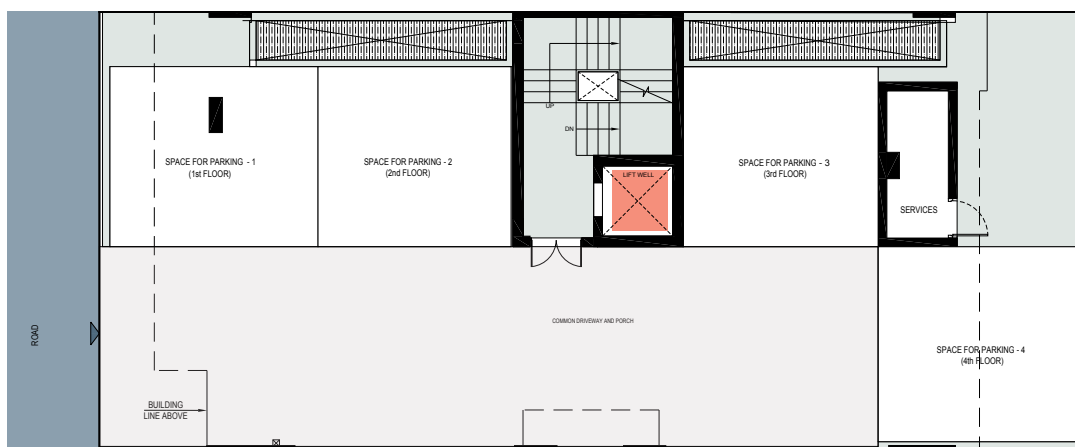 UP
DN
SPACE FOR PARKING - 1
(1st FLOOR)
SPACE FOR PARKING - 2
(2nd FLOOR)
LIFT WELL
SPACE FOR PARKING - 3
(3rd FLOOR)
SERVICES
ROAD
COMMON DRIVEWAY AND PORCH
SPACE FOR PARKING - 4
(4th FLOOR)
BUILDING
LINE ABOVE